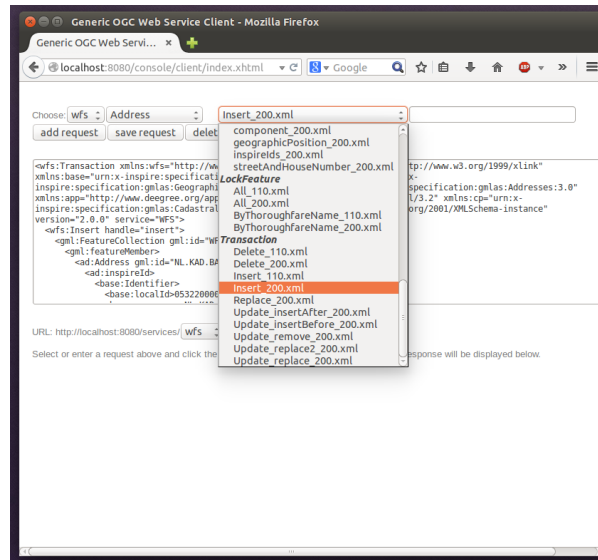 Generic OGC Web Service Client - Mozilla Firefox
Generic OGC Web Servi... ×
localhost:8080/console/client/index.xhtml Google
Choose: wfs Address Insert_200.xml
add request save request delet
component_200.xml
geographicPosition_200.xml
inspireIds_200.xml
streetAndHouseNumber_200.xml
LockFeature
All_110.xml
All_200.xml
ByThoroughfareName_110.xml
ByThoroughfareName_200.xml
Transaction
Delete_110.xml
Delete_200.xml
Insert_110.xml
Insert_200.xml
Replace_200.xml
Update_insertAfter_200.xml
Update_insertBefore_200.xml
Update_remove_200.xml
Update_replace2_200.xml
Update_replace_200.xml
<wfs:Transaction xmlns:wfs="http://ww tp://www.w3.org/1999/xlink"
xmlns:base="urn:x-inspire:specificati x-
inspire:specification:gmlas:Geographi specification:gmlas:Addresses:3.0"
xmlns:app="http://www.deegree.org/app l/3.2" xmlns:cp="urn:x-
inspire:specification:gmlas:Cadastral org/2001/XMLSchema-instance"
version="2.0.0" service="WFS">
<wfs:Insert handle="insert">
<gml:FeatureCollection gml:id="WF
<gml:featureMember>
<ad:Address gml:id="NL.KAD.BA
<ad:inspireId>
<base:Identifier>
<base:localId>053220000
URL: http://localhost:8080/services/ wfs
Select or enter a request above and click the esponse will be displayed below.